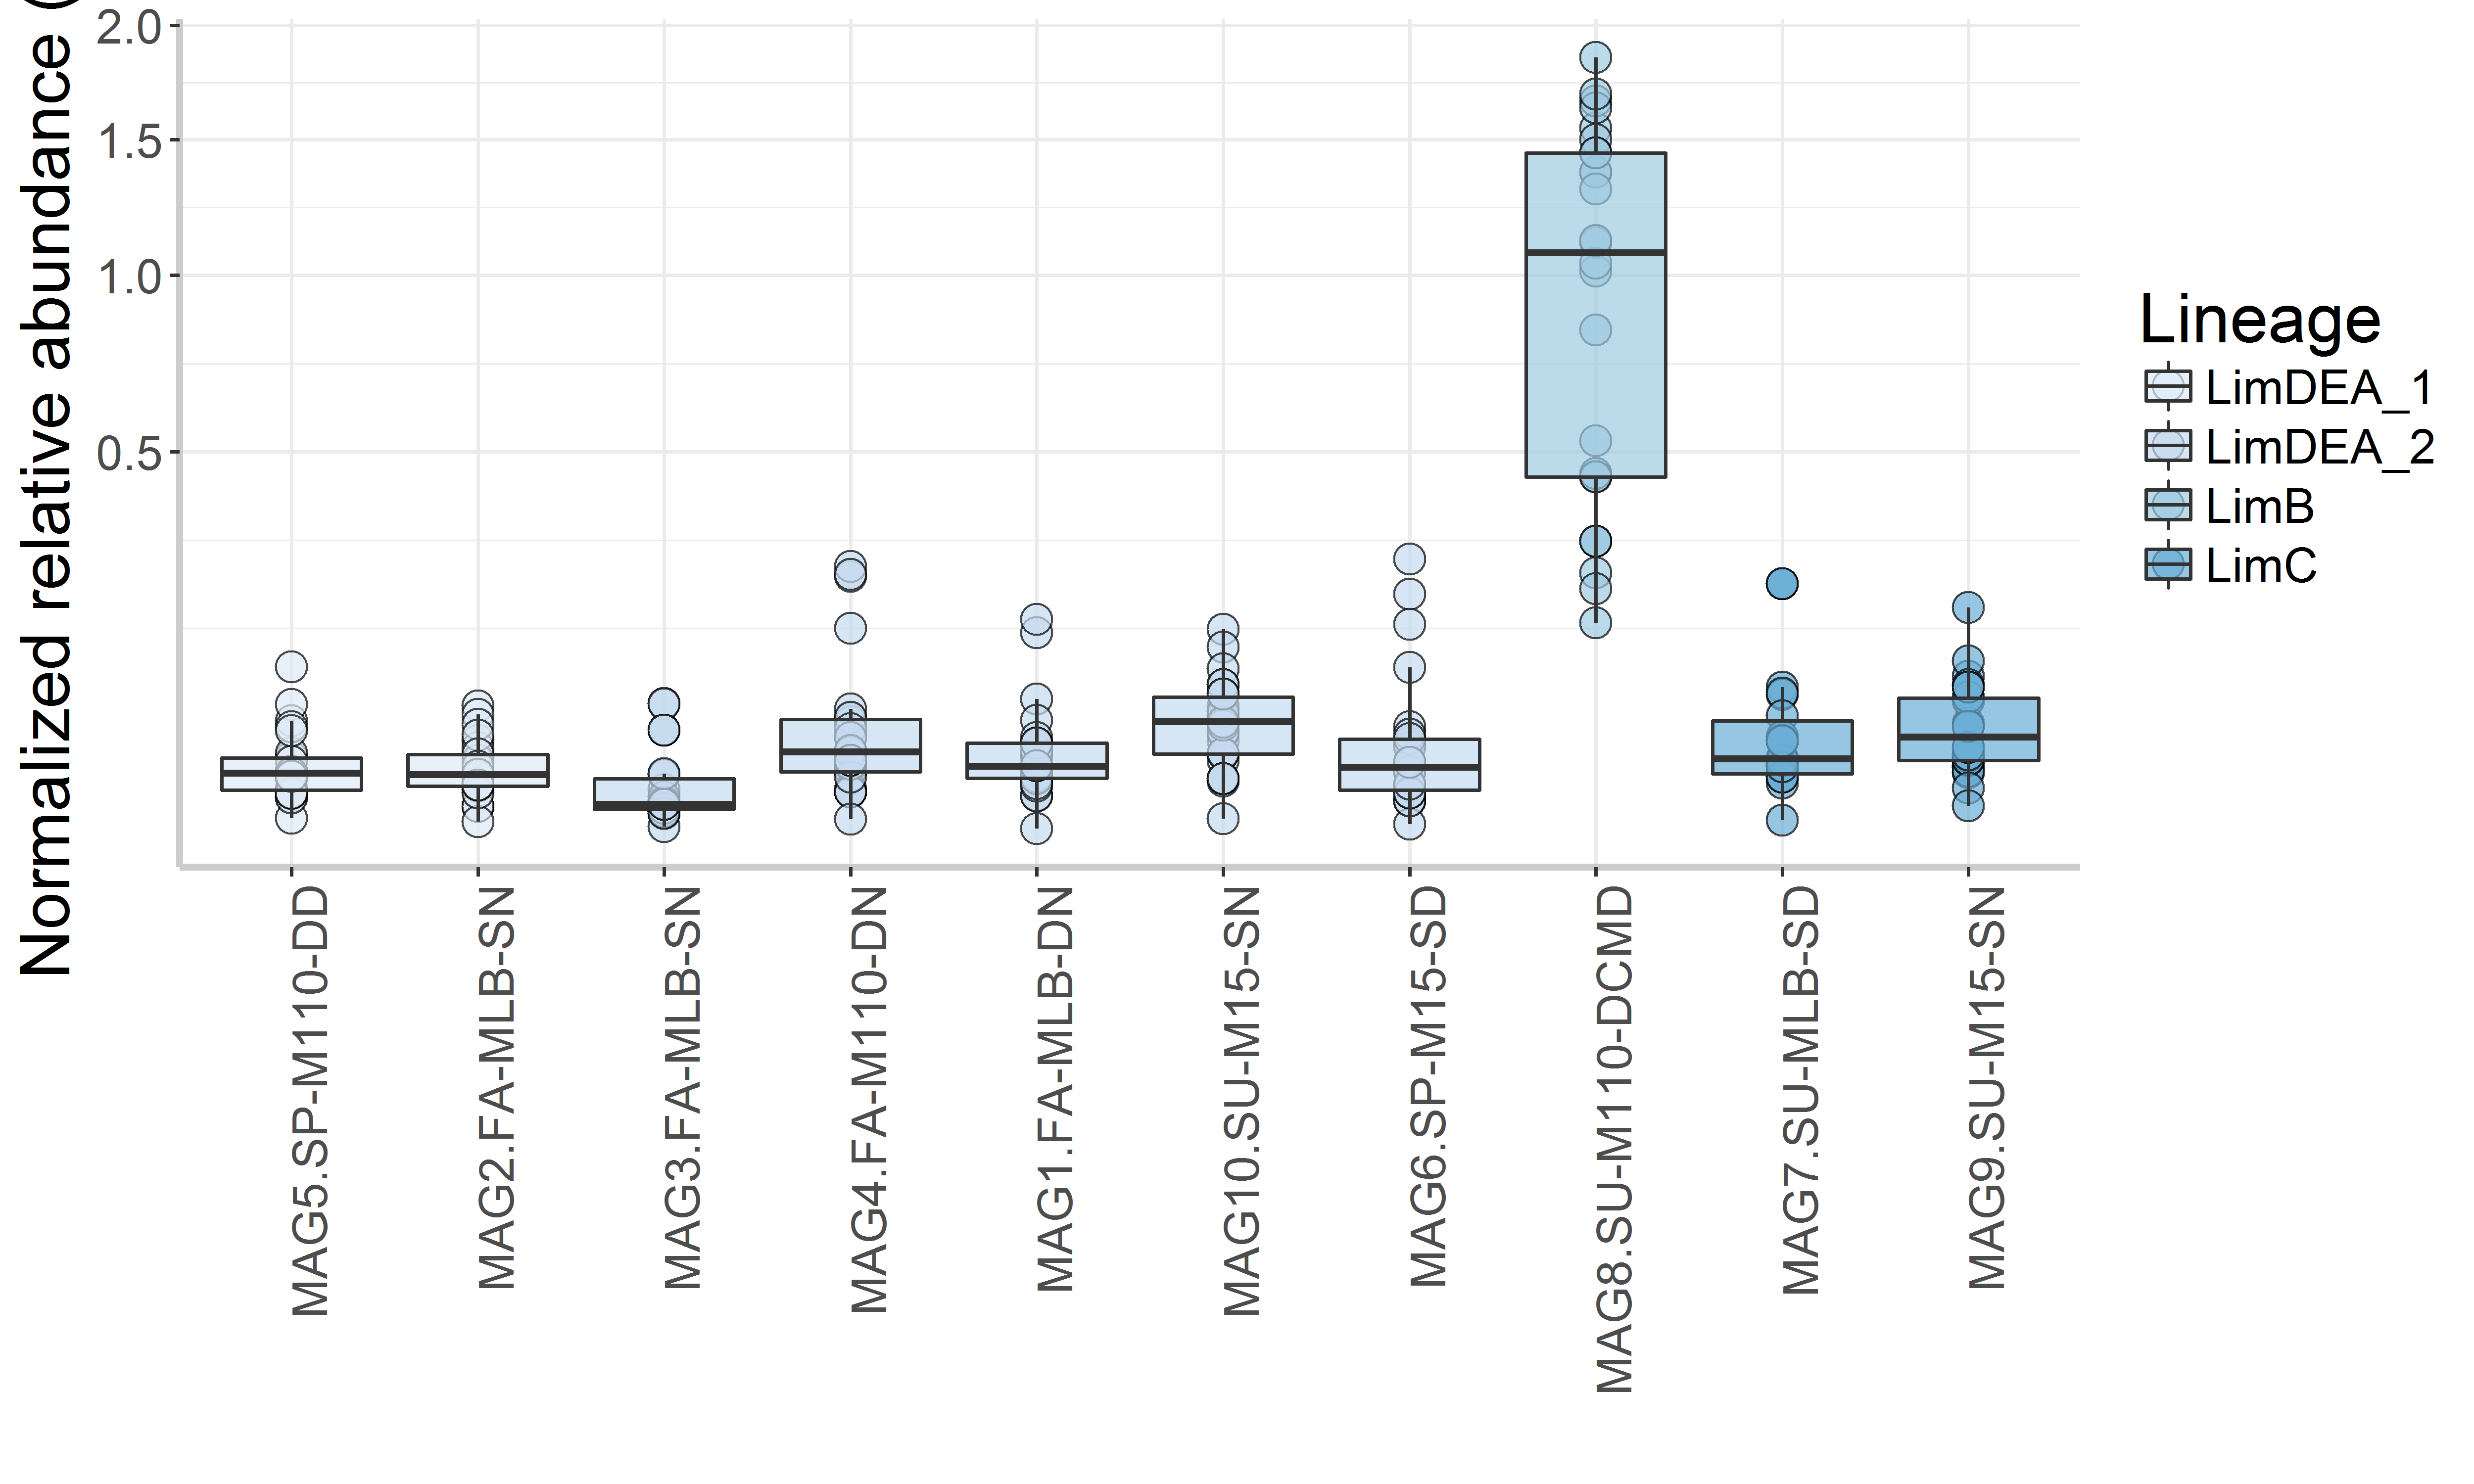 Normalized relative abundance (
2.0
1.5
1.0
0.5
MAG5.SP-M110-DD
MAG2.FA-MLB-SN
MAG3.FA-MLB-SN
MAG4.FA-M110-DN
MAG1.FA-MLB-DN
MAG10.SU-M15-SN
MAG6.SP-M15-SD
MAG8.SU-M110-DCMD
MAG7.SU-MLB-SD
MAG9.SU-M15-SN
Lineage
LimDEA_1
LimDEA_2
LimB
LimC